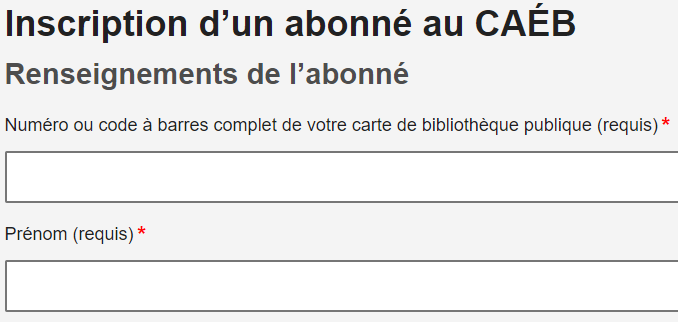 Inscription d’un abonné au CAÉB
Renseignements de l’abonné
Numéro ou code à barres complet de votre carte de bibliothèque publique (requis) *
Prénom (requis) *